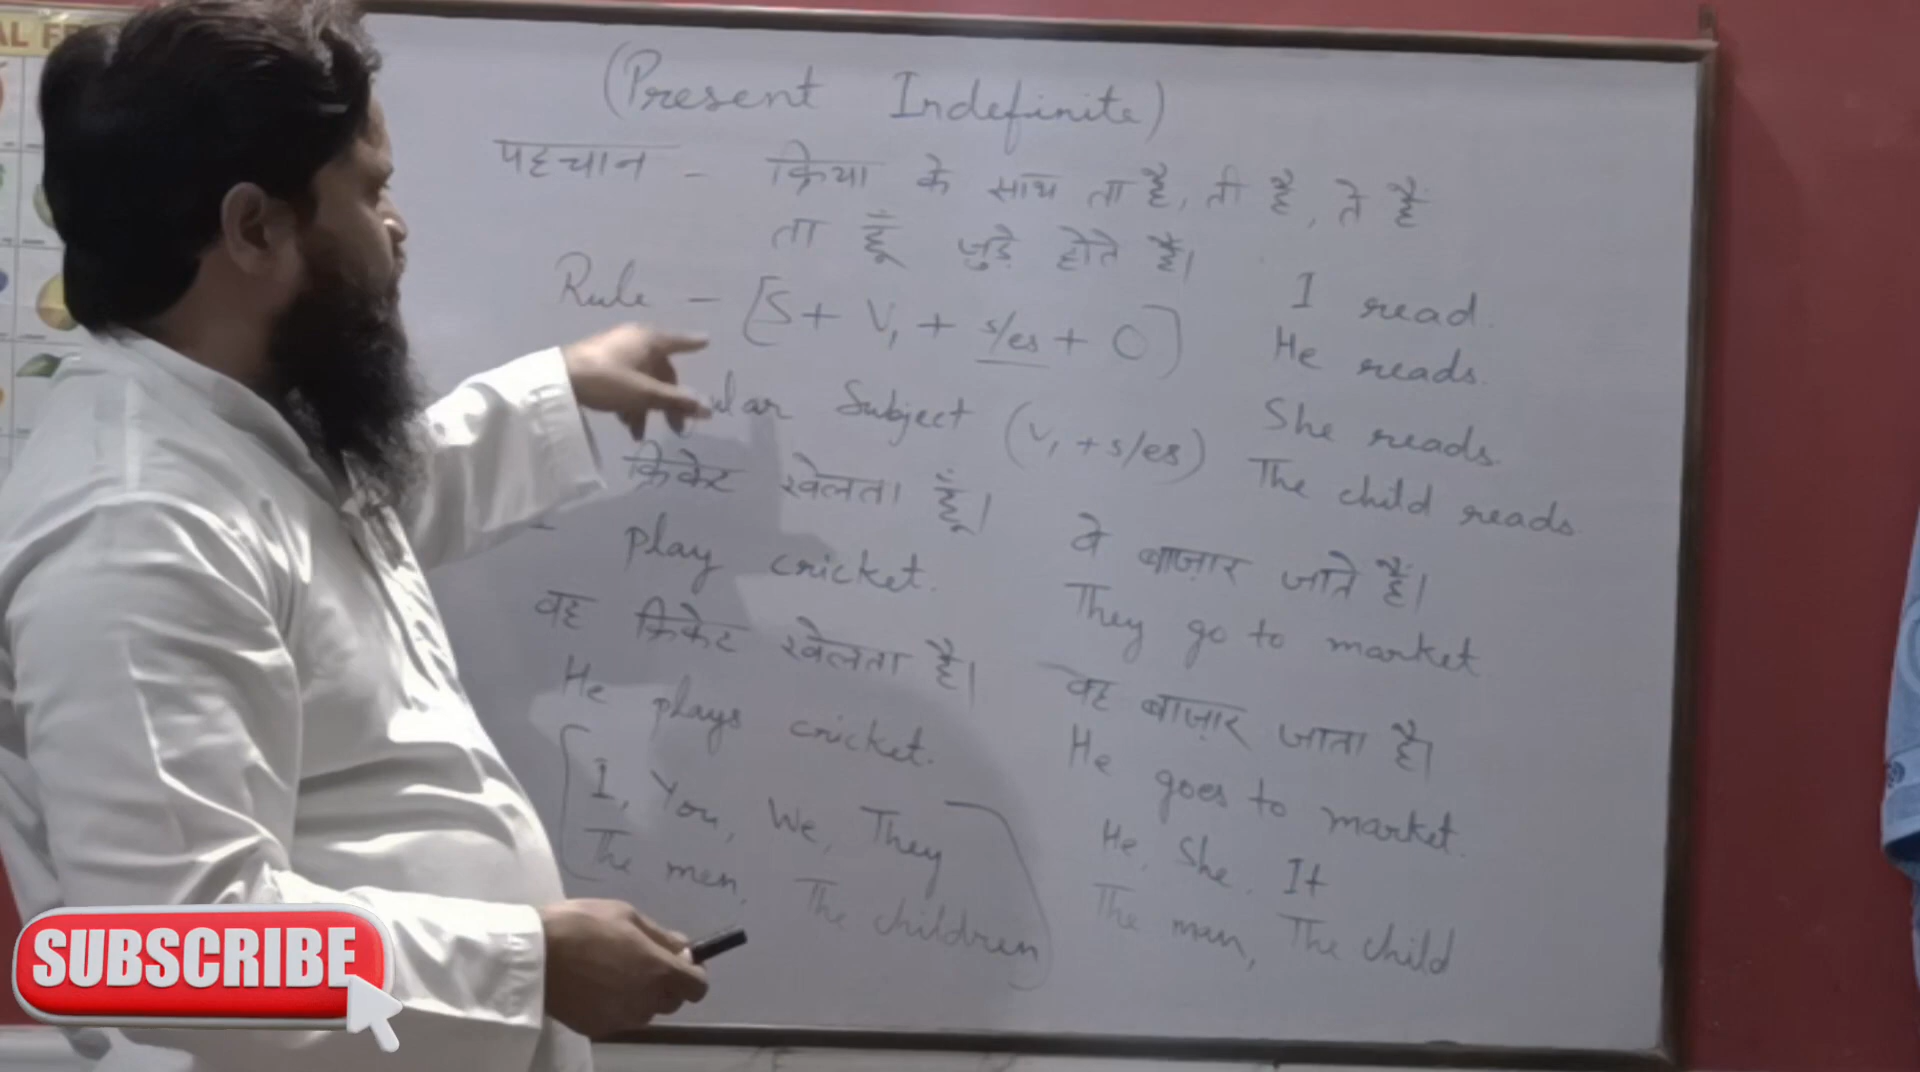 (Present Indefinite)
पहचान - क्रिया के साथ ता है, ती है, ते हैं
ता हूँ जुड़े होते हैं।
Rule - [S + V₁ + s/es + O]
Subject (V₁ + s/es)
I read.
He reads.
She reads.
The child reads.
क्रिकेट खेलता हूँ।
play cricket.
वह क्रिकेट खेलता है।
He plays cricket.
I, You, We, They
The men, The children
वे बाज़ार जाते हैं।
They go to market
वह बाज़ार जाता है।
He goes to market.
He, She, It
The man, The child
SUBSCRIBE